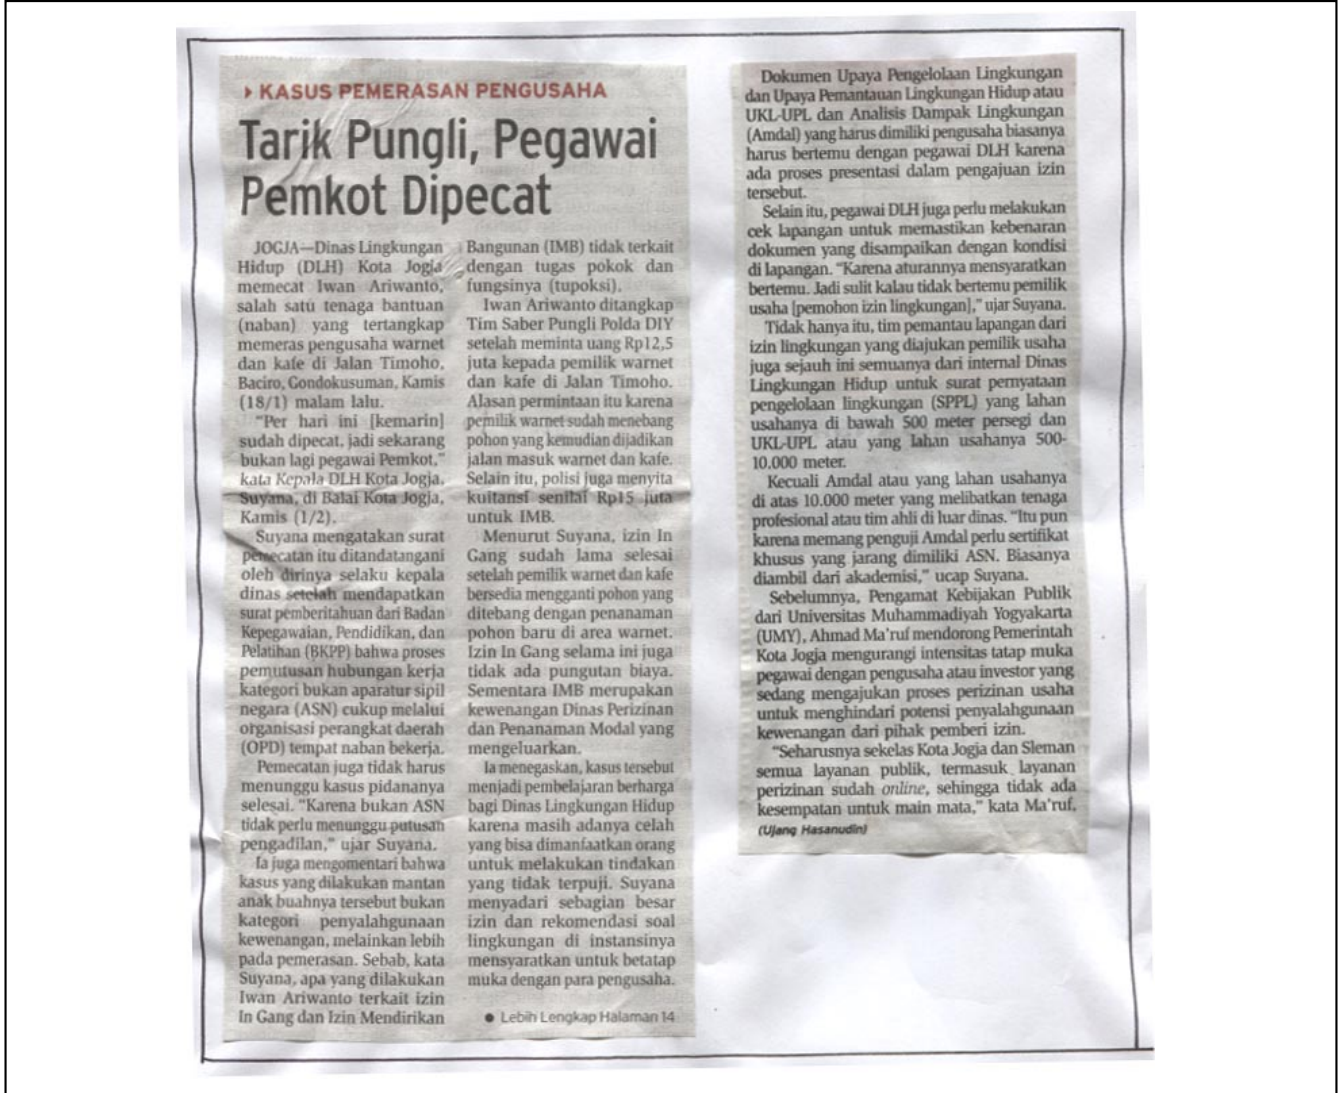 KASUS PEMERASAN PENGUSAHA
Tarik Pungli, Pegawai
Pemkot Dipecat
JOGJA—Dinas Lingkungan
Hidup (DLH) Kota Jogja
memecat Iwan Ariwanto,
salah satu tenaga bantuan
(naban) yang tertangkap
memeras pengusaha warnet
dan kafe di Jalan Timoho,
Baciro, Gondokusuman, Kamis
(18/1) malam lalu.
"Per hari ini [kemarin]
sudah dipecat, jadi sekarang
bukan lagi pegawai Pemkot,"
kata Kepala DLH Kota Jogja,
Suyana, di Balai Kota Jogja,
Kamis (1/2).
Suyana mengatakan surat
pemecatan itu ditandatangani
oleh dirinya selaku kepala
dinas setelah mendapatkan
surat pemberitahuan dari Badan
Kepegawaian, Pendidikan, dan
Pelatihan (BKPP) bahwa proses
pemutusan hubungan kerja
kategori bukan aparatur sipil
negara (ASN) cukup melalui
organisasi perangkat daerah
(OPD) tempat naban bekerja.
Pemecatan juga tidak harus
menunggu kasus pidananya
selesai. "Karena bukan ASN
tidak perlu menunggu putusan
pengadilan," ujar Suyana.
Ia juga mengomentari bahwa
kasus yang dilakukan mantan
anak buahnya tersebut bukan
kategori penyalahgunaan
kewenangan, melainkan lebih
pada pemerasan. Sebab, kata
Suyana, apa yang dilakukan
Iwan Ariwanto terkait izin
In Gang dan Izin Mendirikan
Bangunan (IMB) tidak terkait
dengan tugas pokok dan
fungsinya (tupoksi).
Iwan Ariwanto ditangkap
Tim Saber Pungli Polda DIY
setelah meminta uang Rp12,5
juta kepada pemilik warnet
dan kafe di Jalan Timoho.
Alasan permintaan itu karena
pemilik warnet sudah menebang
pohon yang kemudian dijadikan
jalan masuk warnet dan kafe.
Selain itu, polisi juga menyita
kuitansi senilai Rp15 juta
untuk IMB.
Menurut Suyana, izin In
Gang sudah lama selesai
setelah pemilik warnet dan kafe
bersedia mengganti pohon yang
ditebang dengan penanaman
pohon baru di area warnet.
Izin In Gang selama ini juga
tidak ada pungutan biaya.
Sementara IMB merupakan
kewenangan Dinas Perizinan
dan Penanaman Modal yang
mengeluarkan.
Ia menegaskan, kasus tersebut
menjadi pembelajaran berharga
bagi Dinas Lingkungan Hidup
karena masih adanya celah
yang bisa dimanfaatkan orang
untuk melakukan tindakan
yang tidak terpuji. Suyana
menyadari sebagian besar
izin dan rekomendasi soal
lingkungan di instansinya
mensyaratkan untuk betatap
muka dengan para pengusaha.
● Lebih Lengkap Halaman 14
Dokumen Upaya Pengelolaan Lingkungan
dan Upaya Pemantauan Lingkungan Hidup atau
UKL-UPL dan Analisis Dampak Lingkungan
(Amdal) yang harus dimiliki pengusaha biasanya
harus bertemu dengan pegawai DLH karena
ada proses presentasi dalam pengajuan izin
tersebut.
Selain itu, pegawai DLH juga perlu melakukan
cek lapangan untuk memastikan kebenaran
dokumen yang disampaikan dengan kondisi
di lapangan. "Karena aturannya mensyaratkan
bertemu. Jadi sulit kalau tidak bertemu pemilik
usaha [pemohon izin lingkungan]," ujar Suyana.
Tidak hanya itu, tim pemantau lapangan dari
izin lingkungan yang diajukan pemilik usaha
juga sejauh ini semuanya dari internal Dinas
Lingkungan Hidup untuk surat pernyataan
pengelolaan lingkungan (SPPL) yang lahan
usahanya di bawah 500 meter persegi dan
UKL-UPL atau yang lahan usahanya 500-
10.000 meter.
Kecuali Amdal atau yang lahan usahanya
di atas 10.000 meter yang melibatkan tenaga
profesional atau tim ahli di luar dinas. "Itu pun
karena memang penguji Amdal perlu sertifikat
khusus yang jarang dimiliki ASN. Biasanya
diambil dari akademisi," ucap Suyana.
Sebelumnya, Pengamat Kebijakan Publik
dari Universitas Muhammadiyah Yogyakarta
(UMY), Ahmad Ma'ruf mendorong Pemerintah
Kota Jogja mengurangi intensitas tatap muka
pegawai dengan pengusaha atau investor yang
sedang mengajukan proses perizinan usaha
untuk menghindari potensi penyalahgunaan
kewenangan dari pihak pemberi izin.
"Seharusnya sekelas Kota Jogja dan Sleman
semua layanan publik, termasuk layanan
perizinan sudah online, sehingga tidak ada
kesempatan untuk main mata," kata Ma'ruf.
(Ujang Hasanudin)